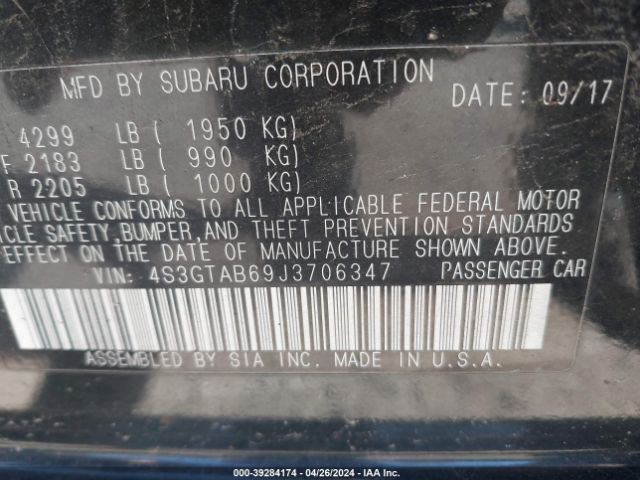 MFD BY SUBARU CORPORATION
DATE: 09/17
4299 LB ( 1950 KG)
F 2183 LB ( 990 KG)
R 2205 LB ( 1000 KG)
VEHICLE CONFORMS TO ALL APPLICABLE FEDERAL MOTOR
ICLE SAFETY, BUMPER, AND THEFT PREVENTION STANDARDS
EFFECT ON THE DATE OF MANUFACTURE SHOWN ABOVE.
VIN: 4S3GTAB69J3706347 PASSENGER CAR
ASSEMBLED BY SIA INC. MADE IN U.S.A.
000-39284174 - 04/26/2024 - IAA Inc.